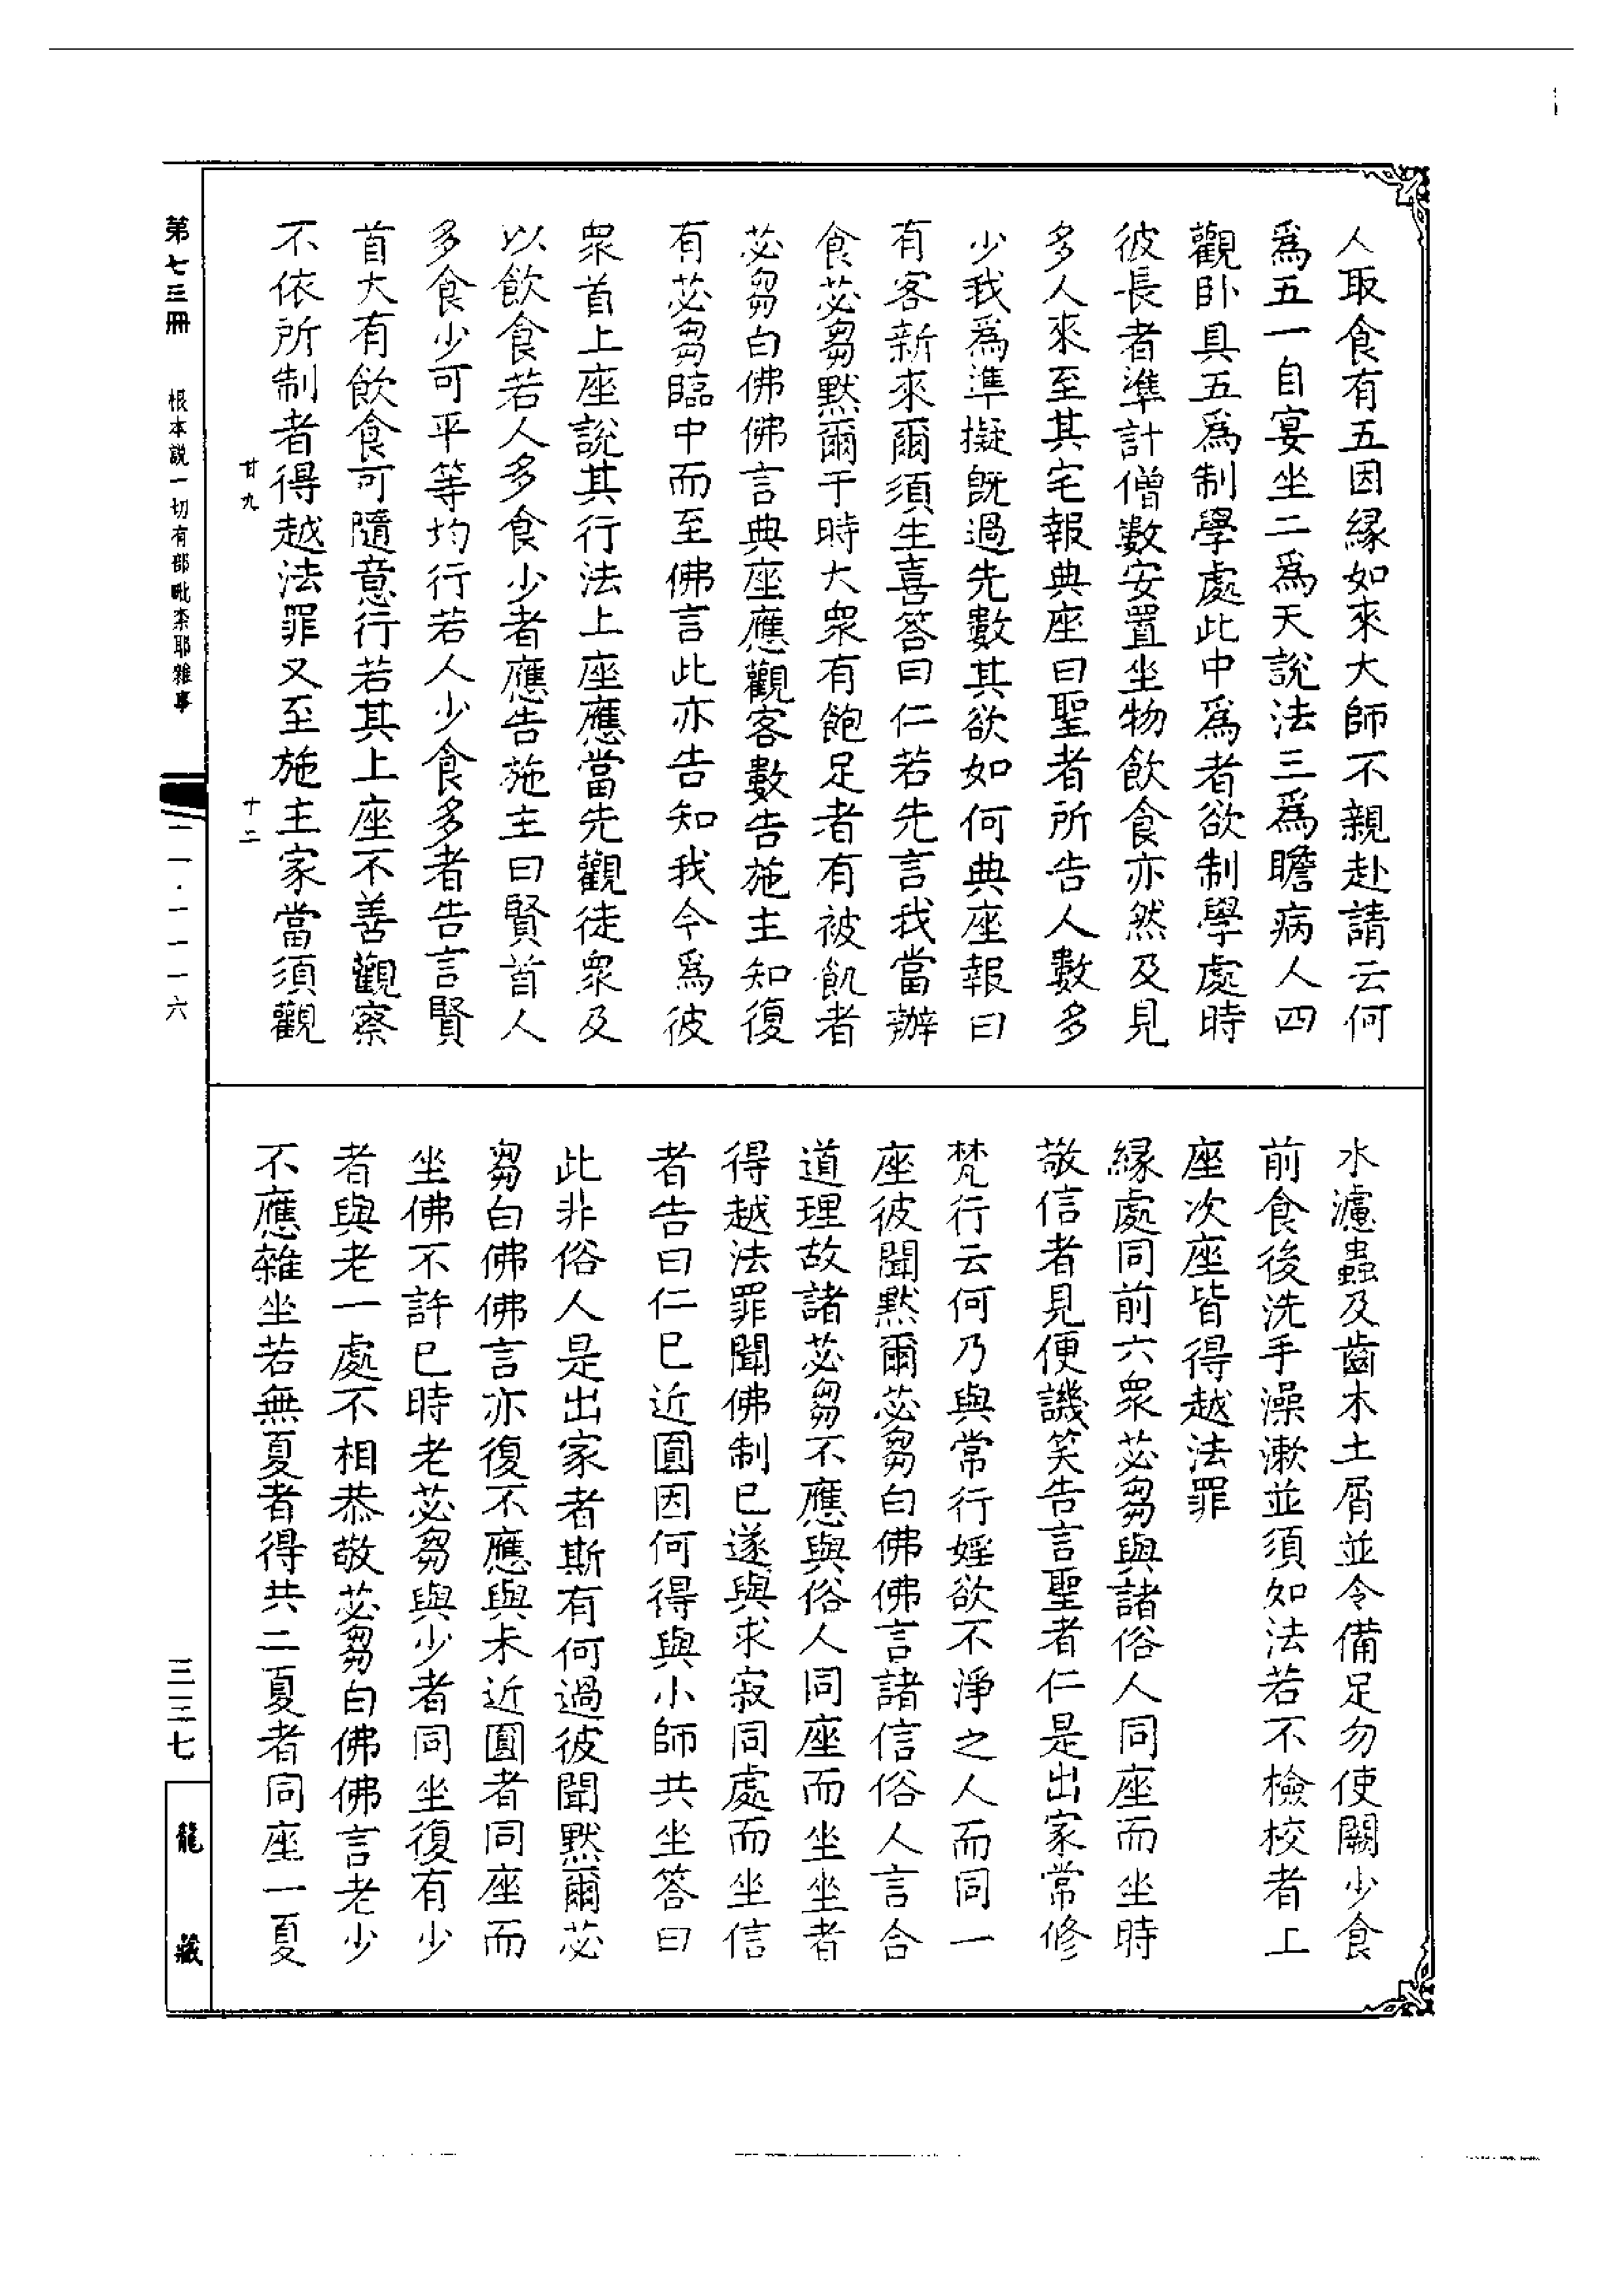 人取食有五因緣如來大師不親赴請云何
爲五一自宴坐二爲天說法三爲瞻病人四
觀臥具五爲制學處此中爲者欲制學處時
彼長者準計僧數安置坐物飲食亦然及見
多人來至其宅報典座曰聖者所告人數多
少我爲準擬旣過先數其欲如何典座報曰
有客新來爾須生喜答曰仁若先言我當辦
食苾芻默爾于時大衆有飽足者有被飢者
苾芻白佛佛言典座應觀客數告施主知復
有苾芻臨中而至佛言此亦告知我今爲彼
衆首上座說其行法上座應當先觀徒衆及
以飲食若人多食少者應告施主曰賢首人
多食少可平等均行若人少食多者告言賢
首大有飲食可隨意行若其上座不善觀察
不依所制者得越法罪又至施主家當須觀
水濾蟲及齒木土屑並令備足勿使闕少食
前食後洗手澡漱並須如法若不檢校者上
座次座皆得越法罪
緣處同前六衆苾芻與諸俗人同座而坐時
敬信者見便譏笑告言聖者仁是出家常修
梵行云何乃與常行婬欲不淨之人而同一
座彼聞默爾苾芻白佛佛言諸信俗人言合
道理故諸苾芻不應與俗人同座而坐坐者
得越法罪聞佛制已遂與求寂同處而坐信
者告曰仁已近圓因何得與小師共坐答曰
此非俗人是出家者斯有何過彼聞默爾苾
芻白佛佛言亦復不應與未近圓者同座而
坐佛不許已時老苾芻與少者同坐復有少
者與老一處不相恭敬苾芻白佛佛言老少
不應雜坐若無夏者得共二夏者同座一夏
甘九
十二
第七三冊
根本説一切有部毗柰耶雜事
一一·一一一六
三三七
龍藏